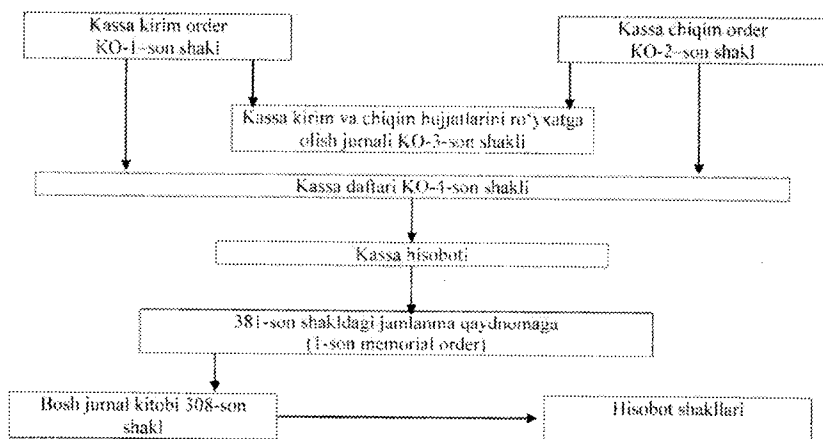 Kassa kirim order
KO-1-son shakl
Kassa chiqim order
KO-2-son shakl
Kassa kirim va chiqim hujjatlarini ro‘yxatga
olish jurnali KO-3-son shakli
Kassa daftari KO-4-son shakli
Kassa hisoboti
381-son shakldagi jamlanma qaydnomaga
(1-son memorial order)
Bosh jurnal kitobi 308-son
shakl
Hisobot shakllari